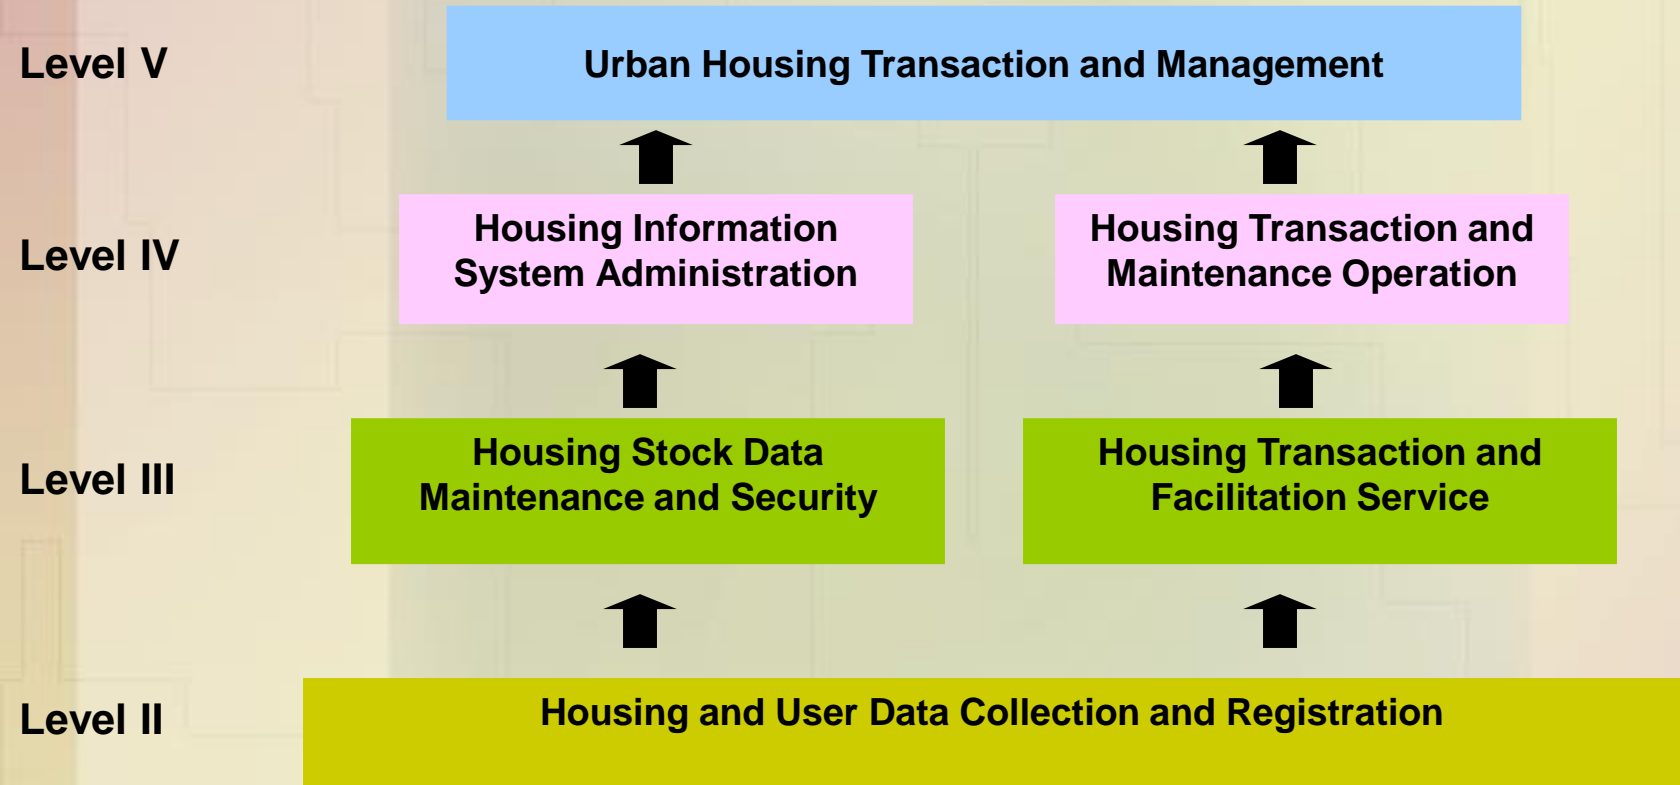 Level V
Urban Housing Transaction and Management
Level IV
Housing Information
System Administration
Housing Transaction and
Maintenance Operation
Level III
Housing Stock Data
Maintenance and Security
Housing Transaction and
Facilitation Service
Level II
Housing and User Data Collection and Registration